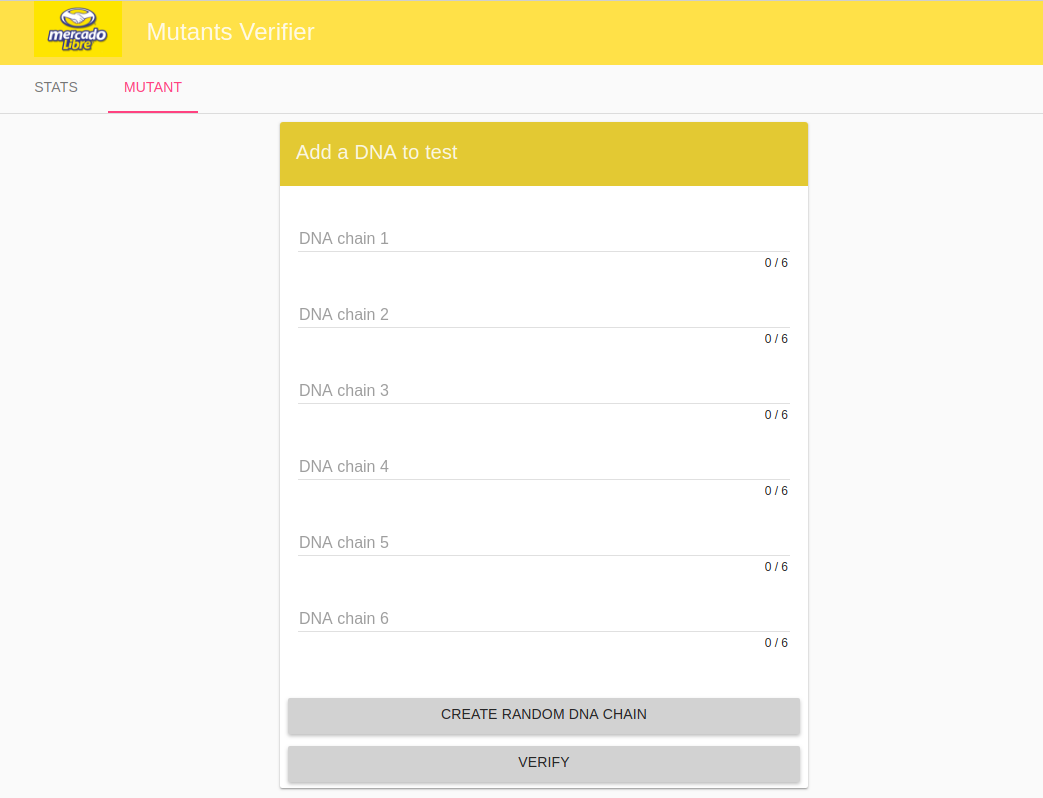 mercado
libre
Mutants Verifier
STATS MUTANT
Add a DNA to test
DNA chain 1
0 / 6
DNA chain 2
0 / 6
DNA chain 3
0 / 6
DNA chain 4
0 / 6
DNA chain 5
0 / 6
DNA chain 6
0 / 6
CREATE RANDOM DNA CHAIN
VERIFY